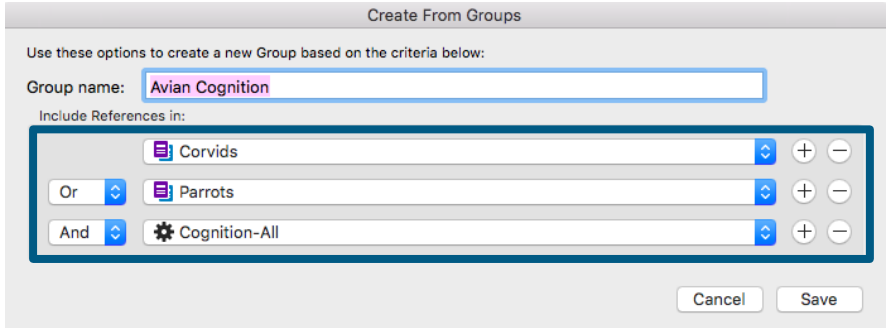 Create From Groups
Use these options to create a new Group based on the criteria below:
Group name: Avian Cognition
Include References in:
Corvids
Or Parrots
And Cognition-All
Cancel Save